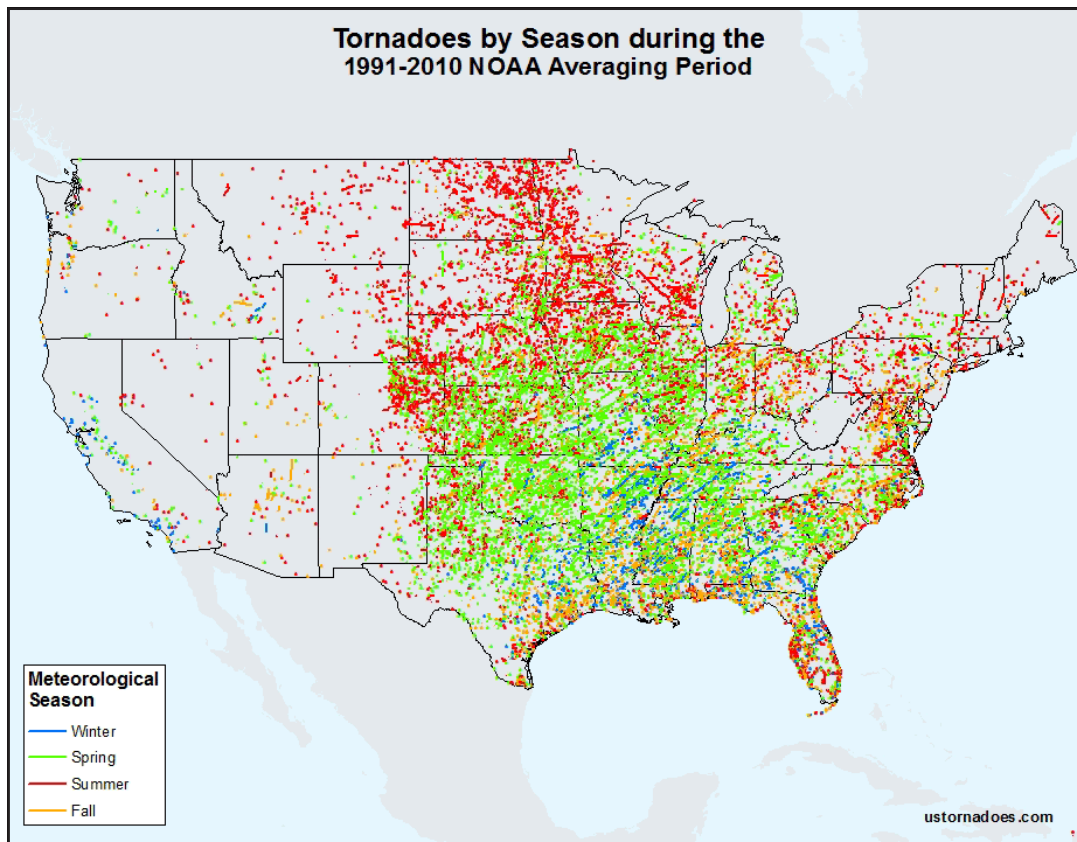 Tornadoes by Season during the
1991-2010 NOAA Averaging Period
Meteorological
Season
Winter
Spring
Summer
Fall
ustornadoes.com